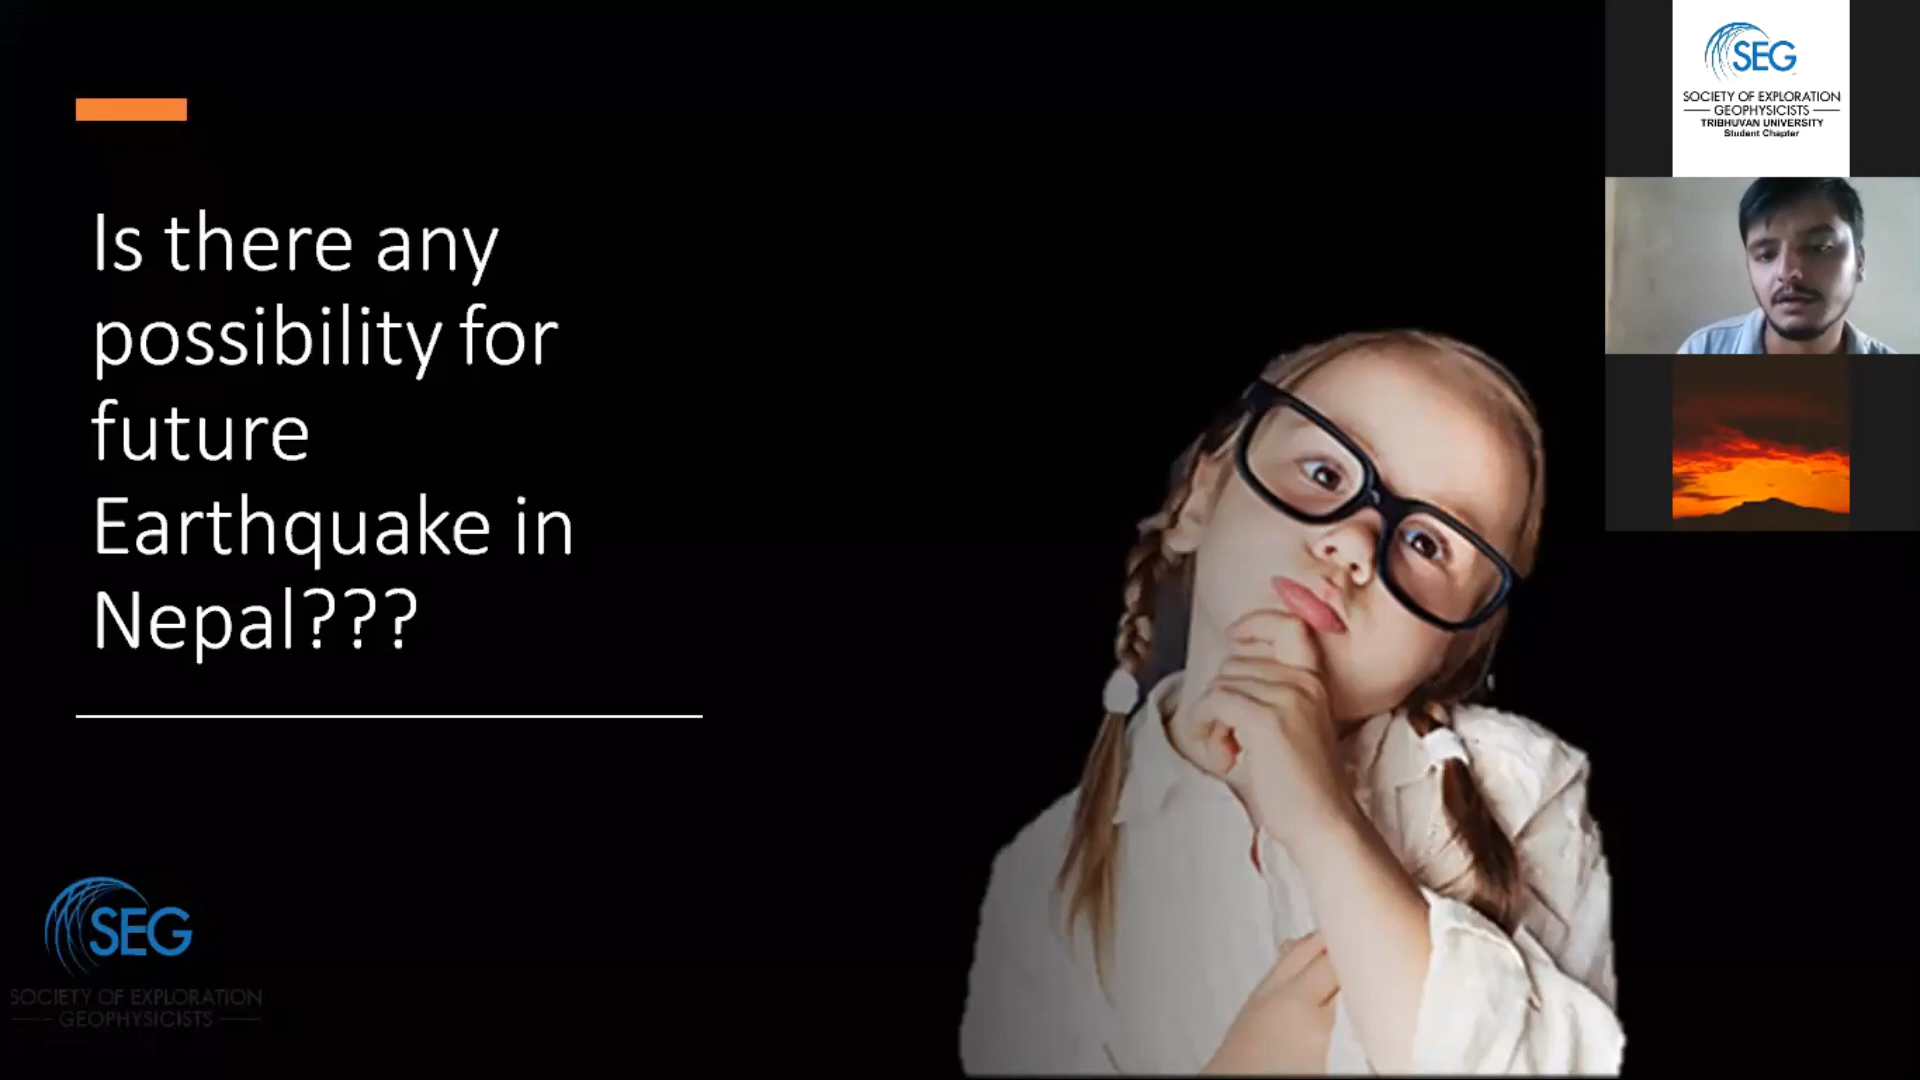 Is there any
possibility for
future
Earthquake in
Nepal???
SEG
SOCIETY OF EXPLORATION
GEOPHYSICISTS
TRIBHUVAN UNIVERSITY
Student Chapter
SEG
SOCIETY OF EXPLORATION
GEOPHYSICISTS